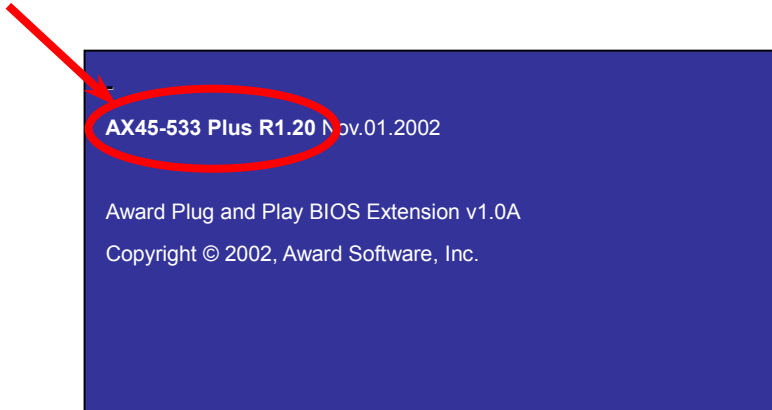 AX45-533 Plus R1.20 Nov.01.2002
Award Plug and Play BIOS Extension v1.0A
Copyright © 2002, Award Software, Inc.